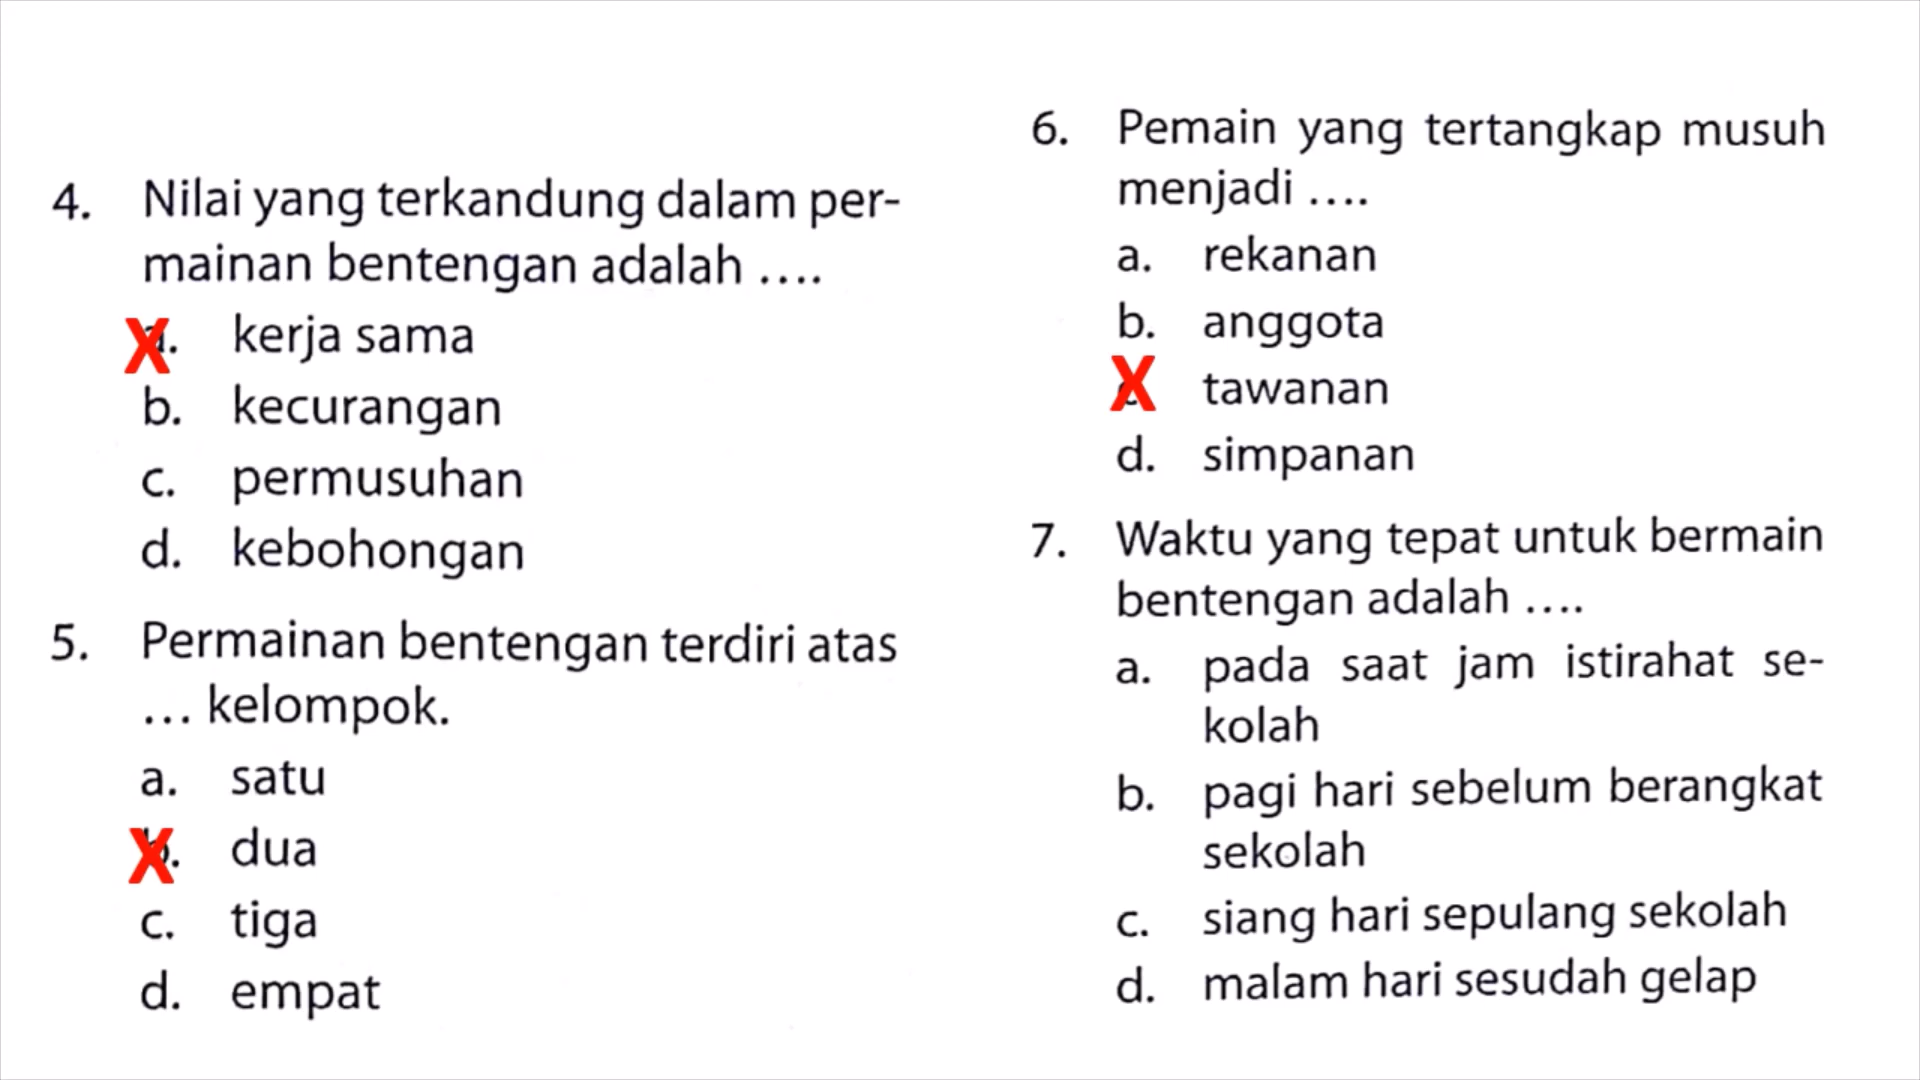 4. Nilai yang terkandung dalam per-
mainan bentengan adalah ....
X. kerja sama
b. kecurangan
c. permusuhan
d. kebohongan
5. Permainan bentengan terdiri atas
... kelompok.
a. satu
X. dua
c. tiga
d. empat
6. Pemain yang tertangkap musuh
menjadi ....
a. rekanan
b. anggota
X tawanan
d. simpanan
7. Waktu yang tepat untuk bermain
bentengan adalah ....
a. pada saat jam istirahat se-
kolah
b. pagi hari sebelum berangkat
sekolah
c. siang hari sepulang sekolah
d. malam hari sesudah gelap